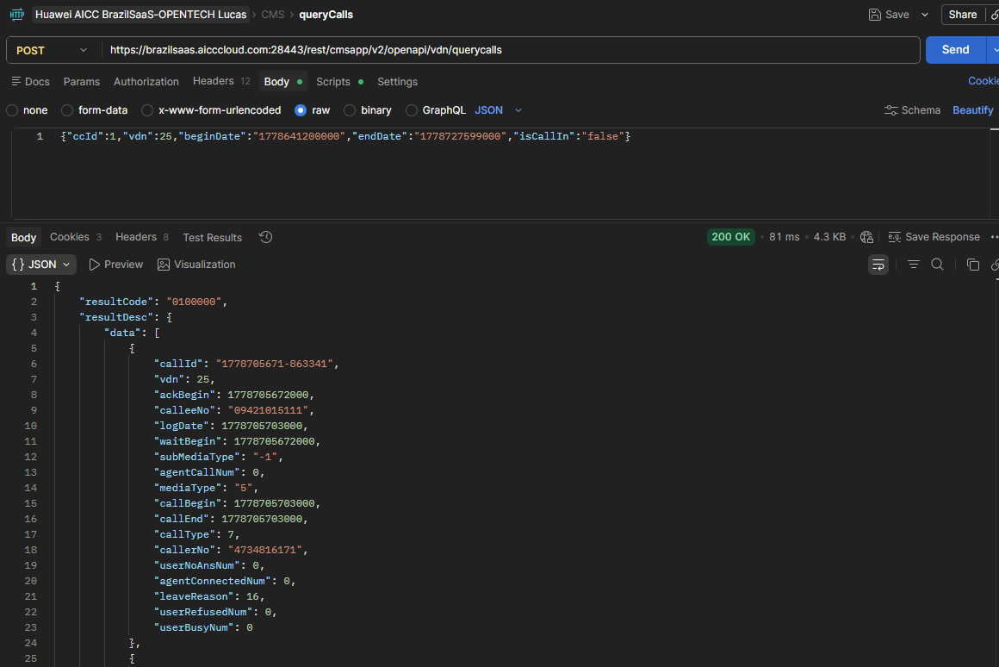 HTTP Huawei AICC BrazilSaaS-OPENTECH Lucas > CMS > queryCalls Save Share
POST https://brazilsaas.aicccloud.com:28443/rest/cmsapp/v2/openapi/vdn/querycalls Send
Docs Params Authorization Headers 12 Body Scripts Settings Cookie
none form-data x-www-form-urlencoded raw binary GraphQL JSON Schema Beautify
1 {"ccId":1,"vdn":25,"beginDate":"1778641200000","endDate":"1778727599000","isCallIn":"false"}
Body Cookies 3 Headers 8 Test Results 200 OK • 81 ms • 4.3 KB • e.g. Save Response
{} JSON Preview Visualization
1 {
2 "resultCode": "0100000",
3 "resultDesc": {
4 "data": [
5 {
6 "callId": "1778705671-863341",
7 "vdn": 25,
8 "ackBegin": 1778705672000,
9 "calleeNo": "09421015111",
10 "logDate": 1778705703000,
11 "waitBegin": 1778705672000,
12 "subMediaType": "-1",
13 "agentCallNum": 0,
14 "mediaType": "5",
15 "callBegin": 1778705703000,
16 "callEnd": 1778705703000,
17 "callType": 7,
18 "callerNo": "4734816171",
19 "userNoAnsNum": 0,
20 "agentConnectedNum": 0,
21 "leaveReason": 16,
22 "userRefusedNum": 0,
23 "userBusyNum": 0
24 },
25 {